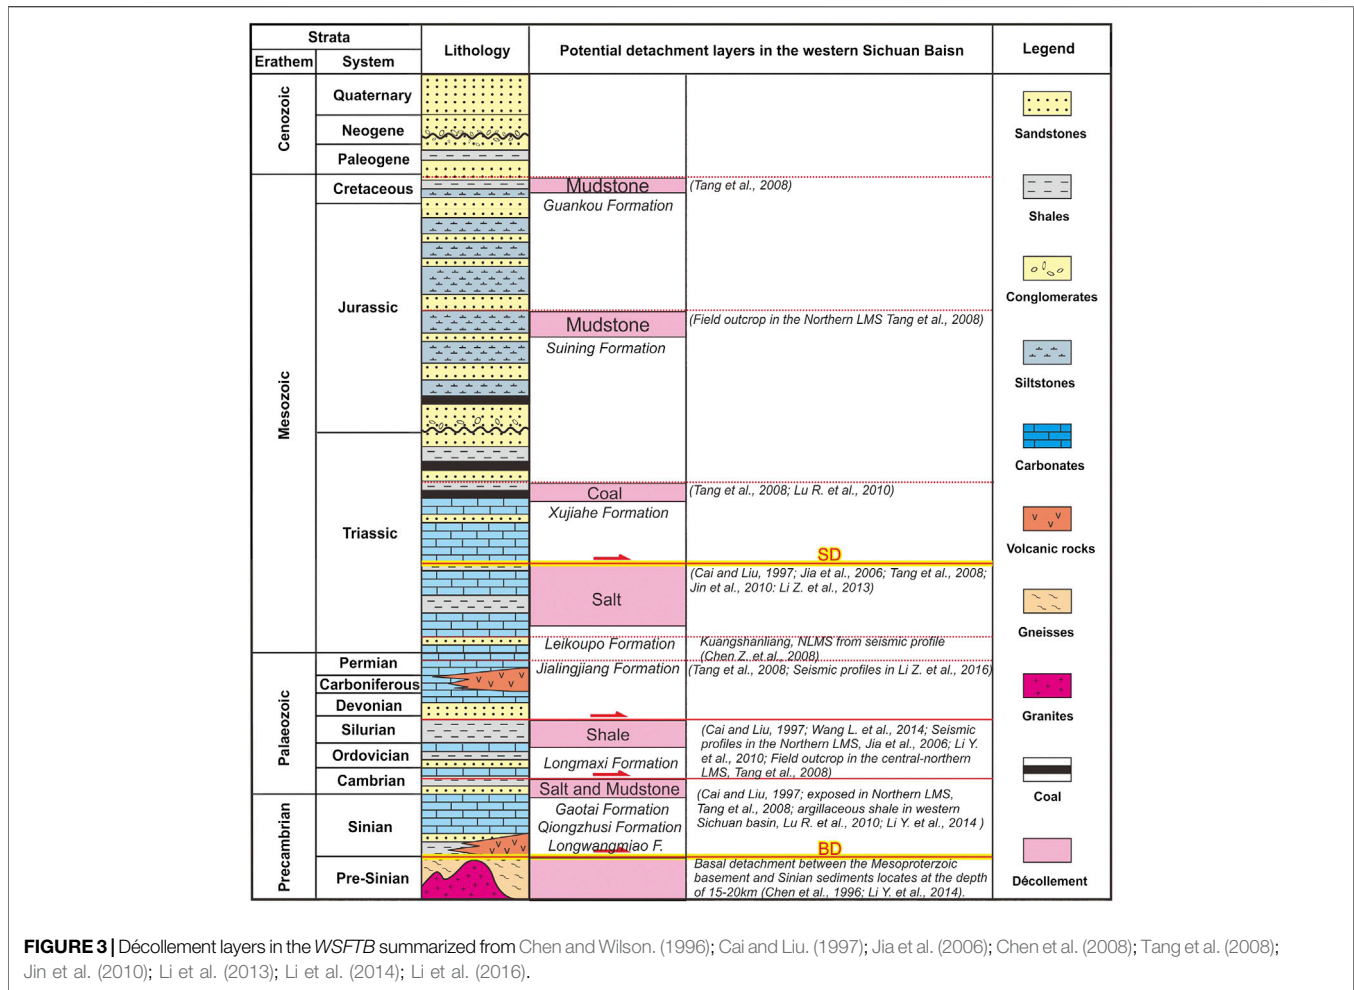 Strata
Erathem
System
Lithology
Potential detachment layers in the western Sichuan Baisn
Legend
Cenozoic
Quaternary
Neogene
Paleogene
Mesozoic
Cretaceous
Jurassic
Triassic
Palaeozoic
Permian
Carboniferous
Devonian
Silurian
Ordovician
Cambrian
Precambrian
Sinian
Pre-Sinian
Mudstone
Guankou Formation
(Tang et al., 2008)
Mudstone
Suining Formation
(Field outcrop in the Northern LMS Tang et al., 2008)
Coal
Xujiahe Formation
(Tang et al., 2008; Lu R. et al., 2010)
SD
Salt
(Cai and Liu, 1997; Jia et al., 2006; Tang et al., 2008;
Jin et al., 2010: Li Z. et al., 2013)
Leikoupo Formation
Kuangshanliang, NLMS from seismic profile
(Chen Z. et al., 2008)
Jialingjiang Formation
(Tang et al., 2008; Seismic profiles in Li Z. et al., 2016)
Shale
Longmaxi Formation
(Cai and Liu, 1997; Wang L. et al., 2014; Seismic
profiles in the Northern LMS, Jia et al., 2006; Li Y.
et al., 2010; Field outcrop in the central-northern
LMS, Tang et al., 2008)
Salt and Mudstone
Gaotai Formation
Qiongzhusi Formation
Longwangmiao F.
(Cai and Liu, 1997; exposed in Northern LMS,
Tang et al., 2008; argillaceous shale in western
Sichuan basin, Lu R. et al., 2010; Li Y. et al., 2014 )
BD
Basal detachment between the Mesoproterzoic
basement and Sinian sediments locates at the depth
of 15-20km (Chen et al., 1996; Li Y. et al., 2014).
Sandstones
Shales
Conglomerates
Siltstones
Carbonates
Volcanic rocks
Gneisses
Granites
Coal
Décollement
FIGURE 3 | Décollement layers in the WSFTB summarized from Chen and Wilson. (1996); Cai and Liu. (1997); Jia et al. (2006); Chen et al. (2008); Tang et al. (2008);
Jin et al. (2010); Li et al. (2013); Li et al. (2014); Li et al. (2016).